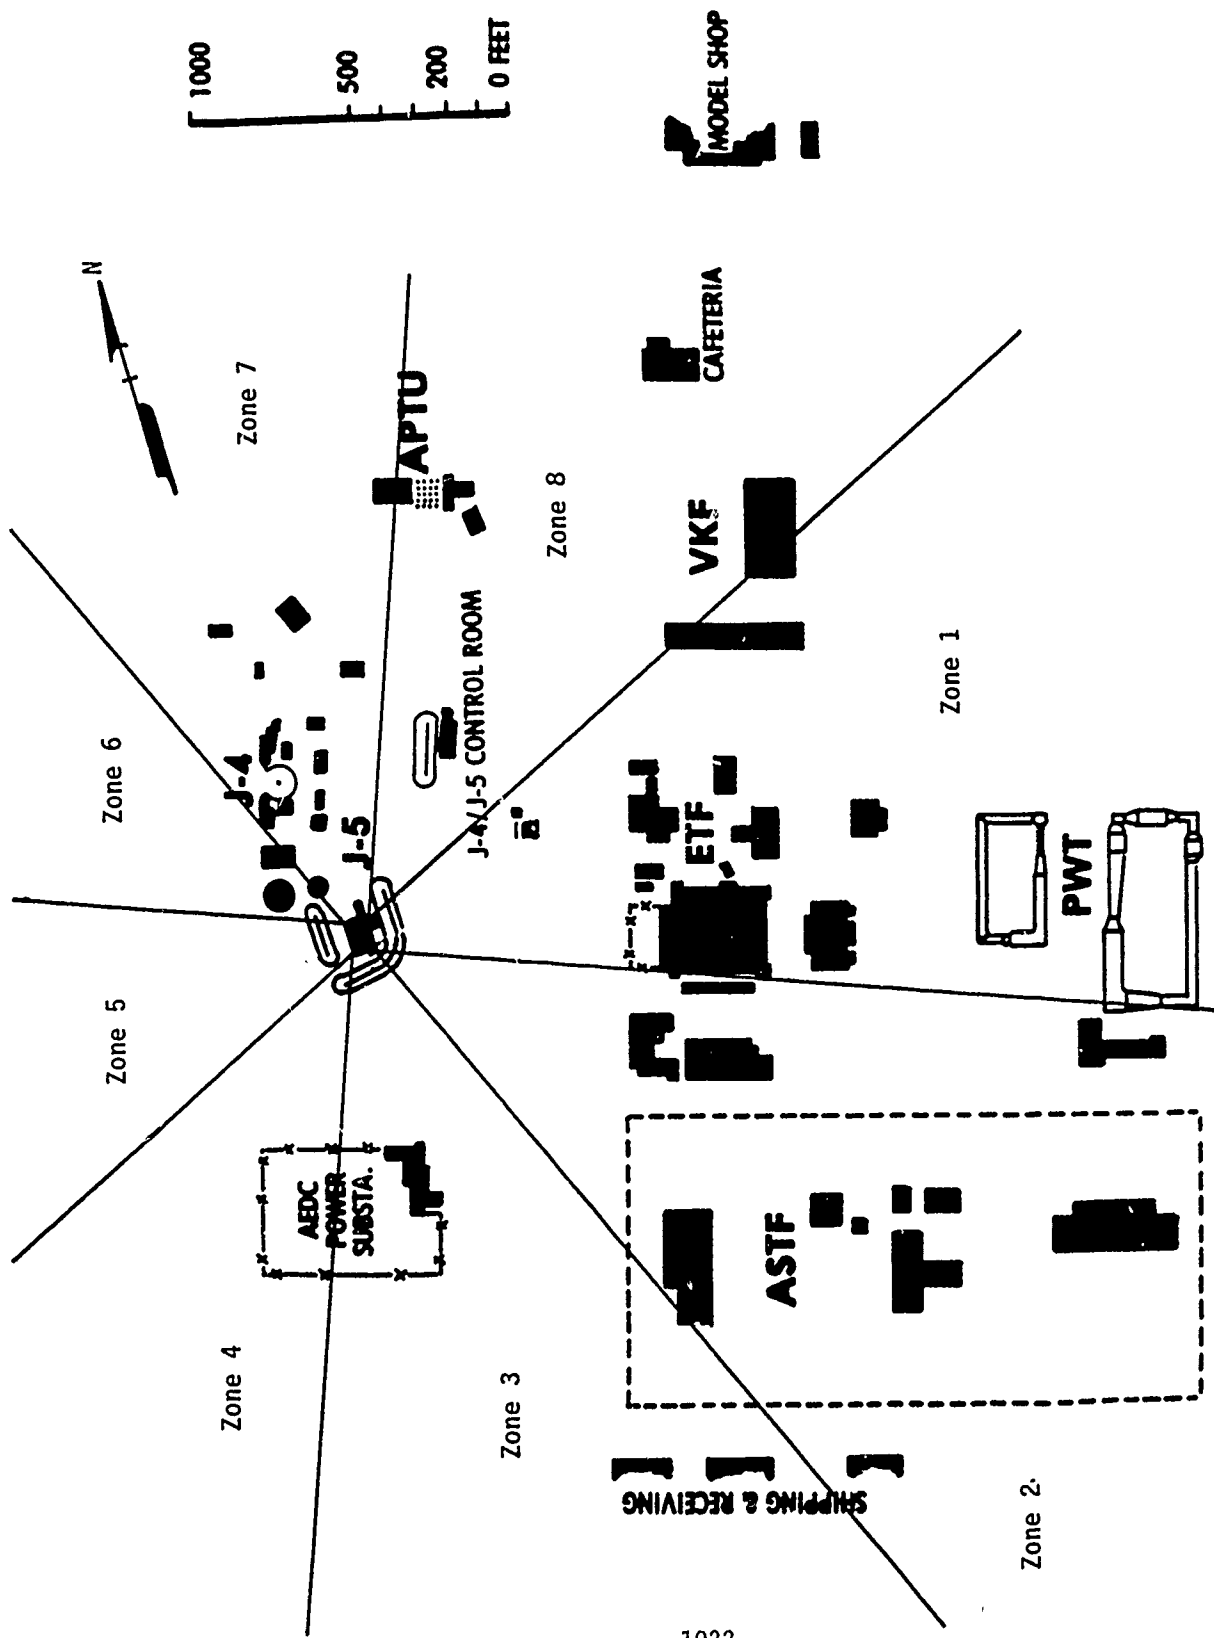 N
1000
500
200
0 FEET
Zone 7
Zone 6
Zone 5
Zone 4
J-4
J-5
APTU
J-4/J-5 CONTROL ROOM
Zone 8
AEDC
POWER
SUBSTA.
Zone 3
MODEL SHOP
CAFETERIA
VKF
ETF
Zone 1
PWT
ASTF
SHIPPING & RECEIVING
Zone 2